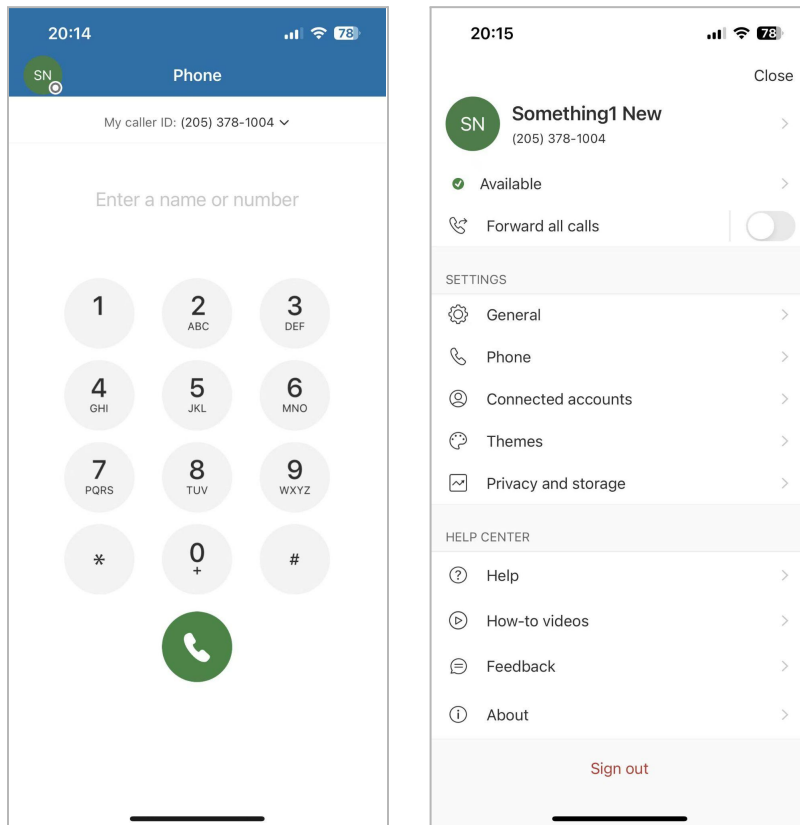 20:14 78
SN Phone
My caller ID: (205) 378-1004
Enter a name or number
1 2 3
ABC DEF
4 5 6
GHI JKL MNO
7 8 9
PQRS TUV WXYZ
* 0 #
+
20:15 78
Close
SN Something1 New
(205) 378-1004
Available
Forward all calls
SETTINGS
General
Phone
Connected accounts
Themes
Privacy and storage
HELP CENTER
Help
How-to videos
Feedback
About
Sign out